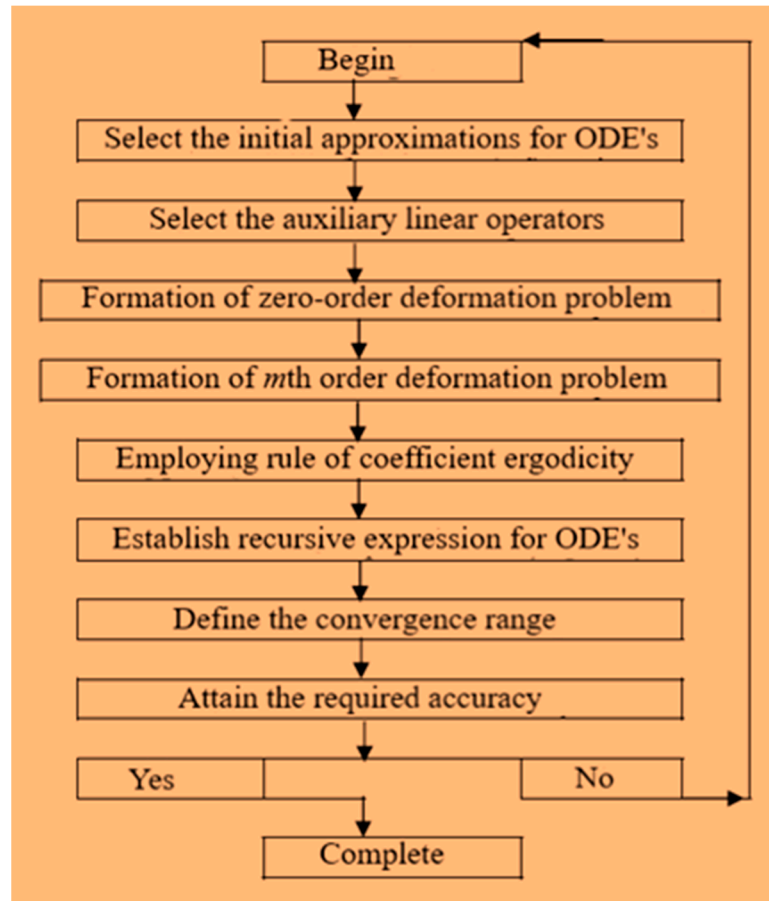 Begin
Select the initial approximations for ODE's
Select the auxiliary linear operators
Formation of zero-order deformation problem
Formation of mth order deformation problem
Employing rule of coefficient ergodicity
Establish recursive expression for ODE's
Define the convergence range
Attain the required accuracy
Yes
No
Complete